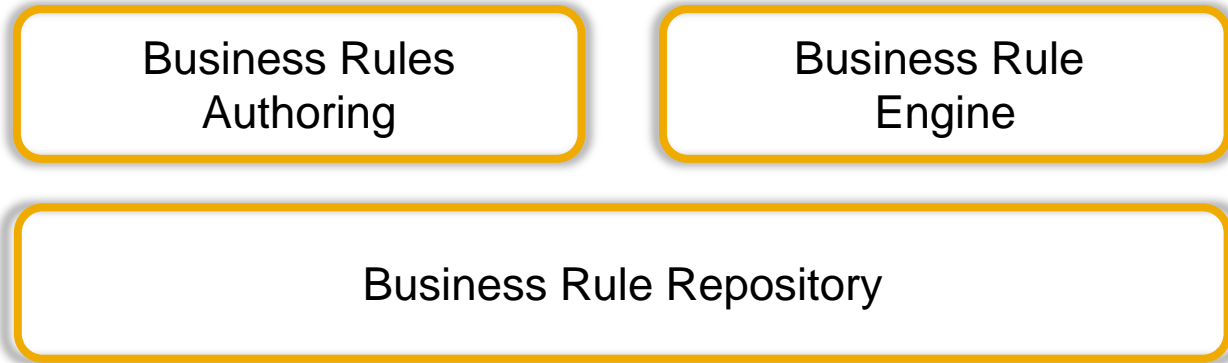 Business Rules
Authoring
Business Rule
Engine
Business Rule Repository